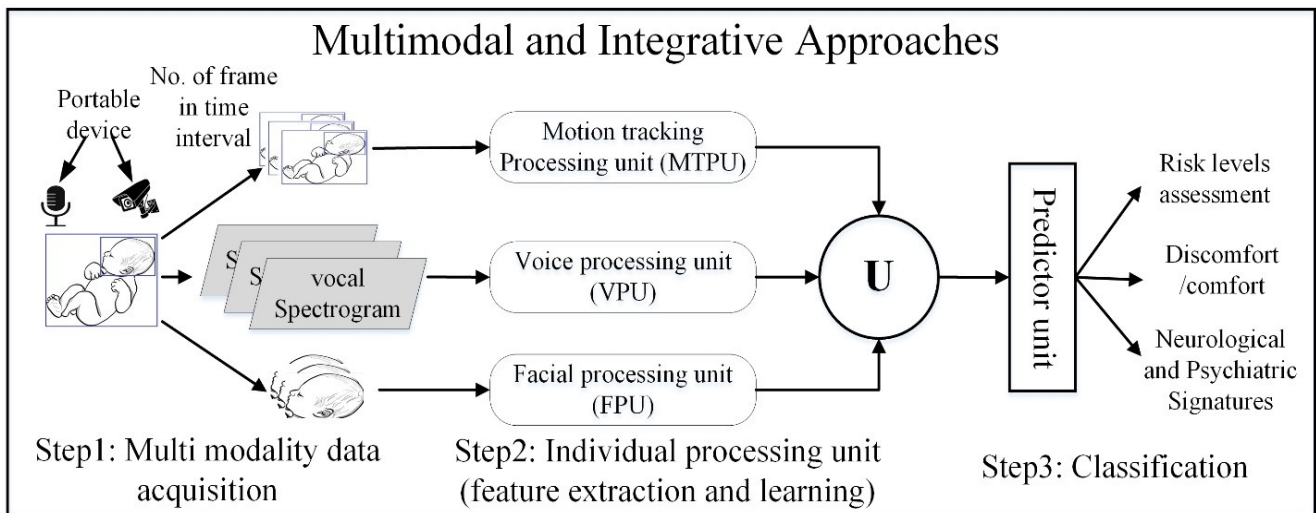 Multimodal and Integrative Approaches
Portable
device
No. of frame
in time
interval
S
S
vocal
Spectrogram
Motion tracking
Processing unit (MTPU)
Voice processing unit
(VPU)
Facial processing unit
(FPU)
U
Predictor unit
Risk levels
assessment
Discomfort
/comfort
Neurological
and Psychiatric
Signatures
Step1: Multi modality data
acquisition
Step2: Individual processing unit
(feature extraction and learning)
Step3: Classification